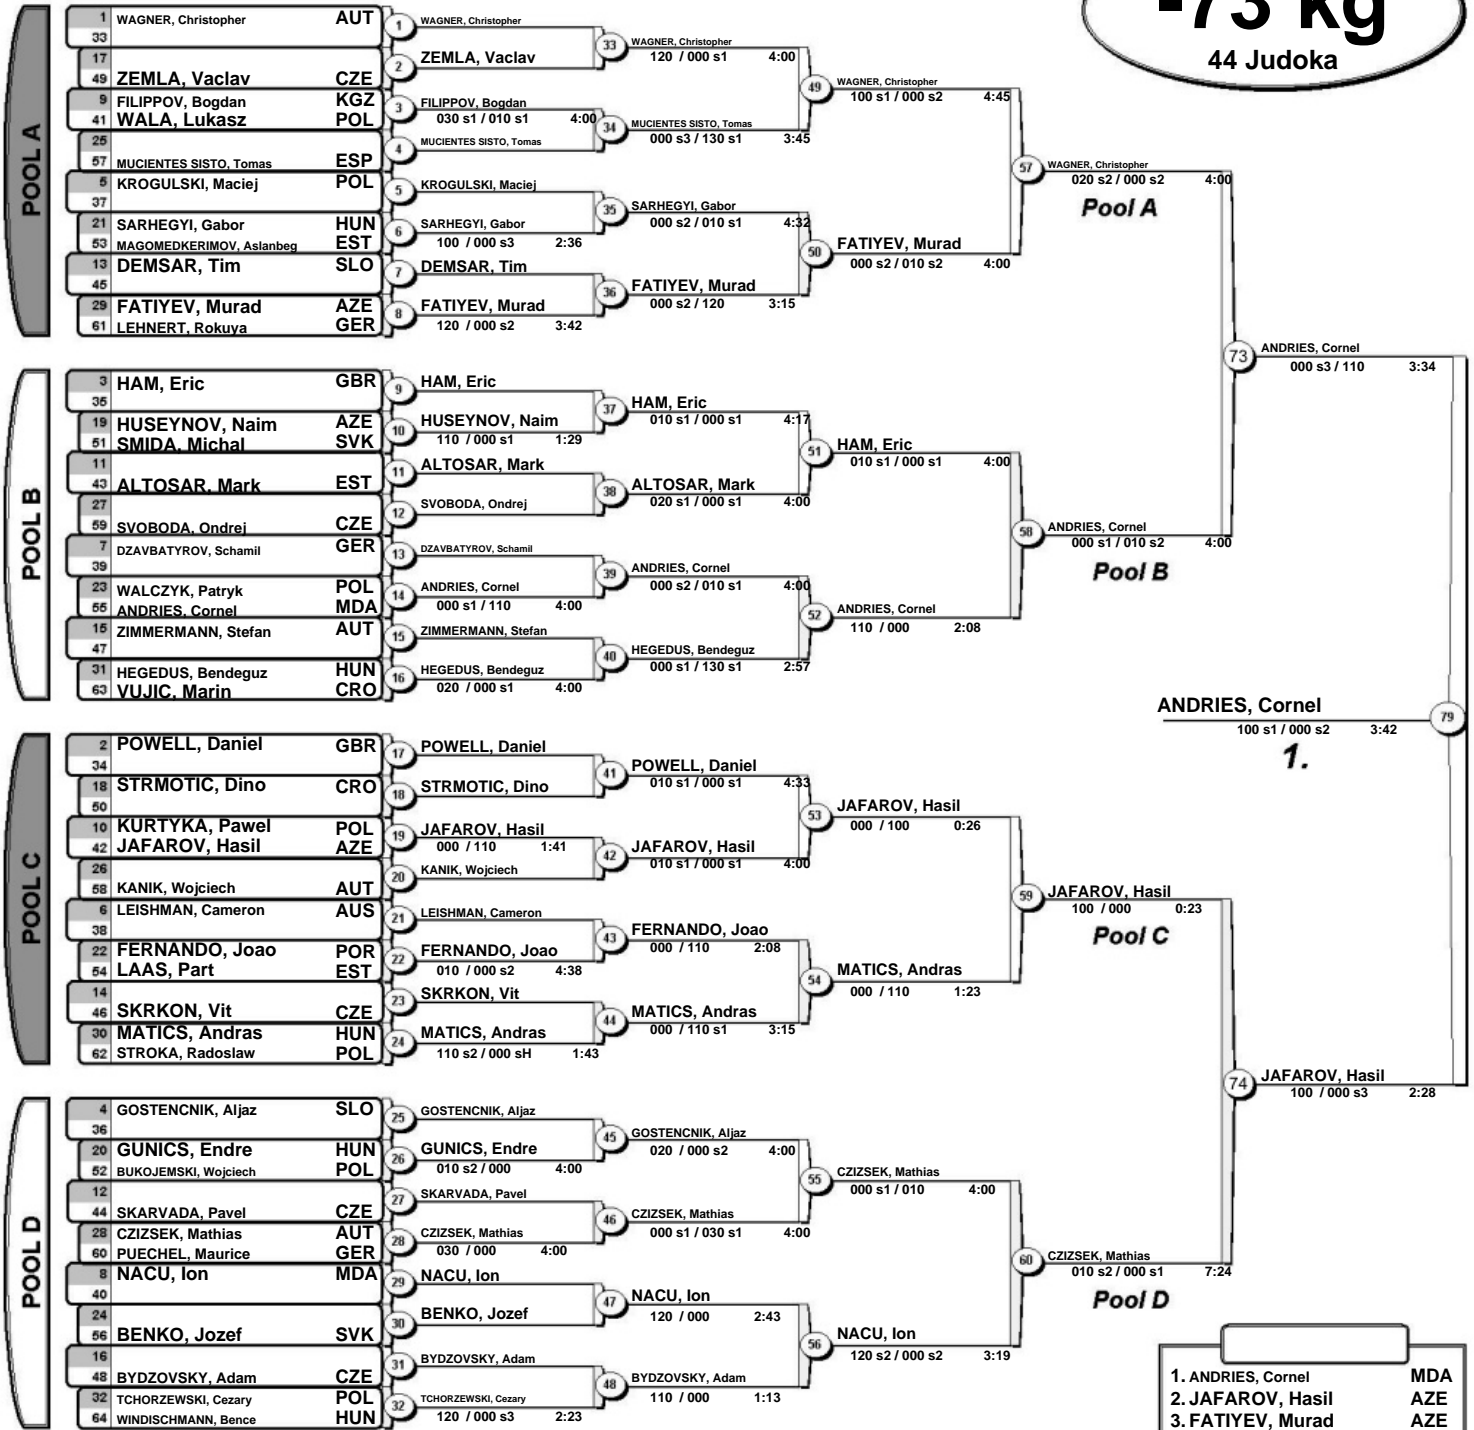 -73 kg
44 Judoka
POOL A
1 WAGNER, Christopher AUT
33
17
49 ZEMLA, Vaclav CZE
9 FILIPPOV, Bogdan KGZ
41 WALA, Lukasz POL
25
57 MUCIENTES SISTO, Tomas ESP
5 KROGULSKI, Maciej POL
37
21 SARHEGYI, Gabor HUN
53 MAGOMEDKERIMOV, Aslanbeg EST
13 DEMSAR, Tim SLO
45
29 FATIYEV, Murad AZE
61 LEHNERT, Rokuya GER
1 WAGNER, Christopher
2 ZEMLA, Vaclav
3 FILIPPOV, Bogdan
030 s1 / 010 s1 4:00
4 MUCIENTES SISTO, Tomas
5 KROGULSKI, Maciej
6 SARHEGYI, Gabor
100 / 000 s3 2:36
7 DEMSAR, Tim
8 FATIYEV, Murad
120 / 000 s2 3:42
33 WAGNER, Christopher
120 / 000 s1 4:00
34 MUCIENTES SISTO, Tomas
000 s3 / 130 s1 3:45
35 SARHEGYI, Gabor
000 s2 / 010 s1 4:32
36 FATIYEV, Murad
000 s2 / 120 3:15
49 WAGNER, Christopher
100 s1 / 000 s2 4:45
50 FATIYEV, Murad
000 s2 / 010 s2 4:00
57 WAGNER, Christopher
020 s2 / 000 s2 4:00
Pool A
POOL B
3 HAM, Eric GBR
35
19 HUSEYNOV, Naim AZE
51 SMIDA, Michal SVK
11
43 ALTOSAR, Mark EST
27
59 SVOBODA, Ondrej CZE
7 DZAVBATYROV, Schamil GER
39
23 WALCZYK, Patryk POL
55 ANDRIES, Cornel MDA
15 ZIMMERMANN, Stefan AUT
47
31 HEGEDUS, Bendeguz HUN
63 VUJIC, Marin CRO
9 HAM, Eric
10 HUSEYNOV, Naim
110 / 000 s1 1:29
11 ALTOSAR, Mark
12 SVOBODA, Ondrej
13 DZAVBATYROV, Schamil
14 ANDRIES, Cornel
000 s1 / 110 4:00
15 ZIMMERMANN, Stefan
16 HEGEDUS, Bendeguz
020 / 000 s1 4:00
37 HAM, Eric
010 s1 / 000 s1 4:17
38 ALTOSAR, Mark
020 s1 / 000 s1 4:00
39 ANDRIES, Cornel
000 s2 / 010 s1 4:00
40 HEGEDUS, Bendeguz
000 s1 / 130 s1 2:57
51 HAM, Eric
010 s1 / 000 s1 4:00
52 ANDRIES, Cornel
110 / 000 2:08
58 ANDRIES, Cornel
000 s1 / 010 s2 4:00
Pool B
73 ANDRIES, Cornel
000 s3 / 110 3:34
ANDRIES, Cornel 79
100 s1 / 000 s2 3:42
1.
POOL C
2 POWELL, Daniel GBR
34
18 STRMOTIC, Dino CRO
50
10 KURTYKA, Pawel POL
42 JAFAROV, Hasil AZE
26
58 KANIK, Wojciech AUT
6 LEISHMAN, Cameron AUS
38
22 FERNANDO, Joao POR
54 LAAS, Part EST
14
46 SKRKON, Vit CZE
30 MATICS, Andras HUN
62 STROKA, Radoslaw POL
17 POWELL, Daniel
18 STRMOTIC, Dino
19 JAFAROV, Hasil
000 / 110 1:41
20 KANIK, Wojciech
21 LEISHMAN, Cameron
22 FERNANDO, Joao
010 / 000 s2 4:38
23 SKRKON, Vit
24 MATICS, Andras
110 s2 / 000 sH 1:43
41 POWELL, Daniel
010 s1 / 000 s1 4:33
42 JAFAROV, Hasil
010 s1 / 000 s1 4:00
43 FERNANDO, Joao
000 / 110 2:08
44 MATICS, Andras
000 / 110 s1 3:15
53 JAFAROV, Hasil
000 / 100 0:26
54 MATICS, Andras
000 / 110 1:23
59 JAFAROV, Hasil
100 / 000 0:23
Pool C
74 JAFAROV, Hasil
100 / 000 s3 2:28
POOL D
4 GOSTENCNIK, Aljaz SLO
36
20 GUNICS, Endre HUN
52 BUKOJEMSKI, Wojciech POL
12
44 SKARVADA, Pavel CZE
28 CZIZSEK, Mathias AUT
60 PUECHEL, Maurice GER
8 NACU, Ion MDA
40
24
56 BENKO, Jozef SVK
16
48 BYDZOVSKY, Adam CZE
32 TCHORZEWSKI, Cezary POL
64 WINDISCHMANN, Bence HUN
25 GOSTENCNIK, Aljaz
26 GUNICS, Endre
010 s2 / 000 4:00
27 SKARVADA, Pavel
28 CZIZSEK, Mathias
030 / 000 4:00
29 NACU, Ion
30 BENKO, Jozef
31 BYDZOVSKY, Adam
32 TCHORZEWSKI, Cezary
120 / 000 s3 2:23
45 GOSTENCNIK, Aljaz
020 / 000 s2 4:00
46 CZIZSEK, Mathias
000 s1 / 030 s1 4:00
47 NACU, Ion
120 / 000 2:43
48 BYDZOVSKY, Adam
110 / 000 1:13
55 CZIZSEK, Mathias
000 s1 / 010 4:00
56 NACU, Ion
120 s2 / 000 s2 3:19
60 CZIZSEK, Mathias
010 s2 / 000 s1 7:24
Pool D
1. ANDRIES, Cornel MDA
2. JAFAROV, Hasil AZE
3. FATIYEV, Murad AZE